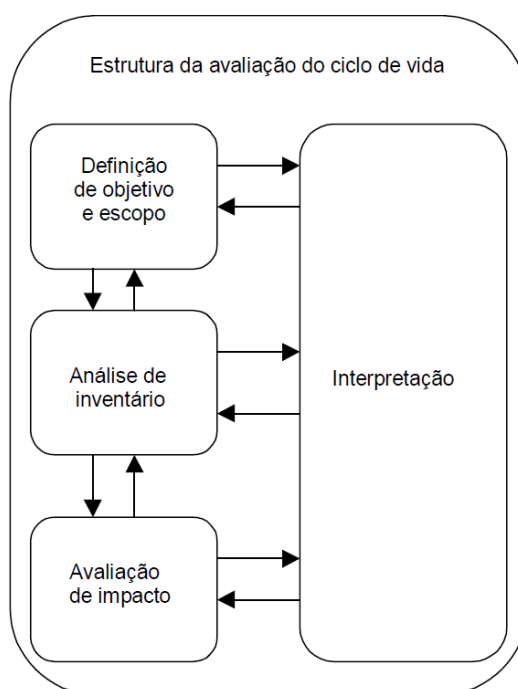 Estrutura da avaliação do ciclo de vida
Definição
de objetivo
e escopo
Análise de
inventário
Interpretação
Avaliação
de impacto